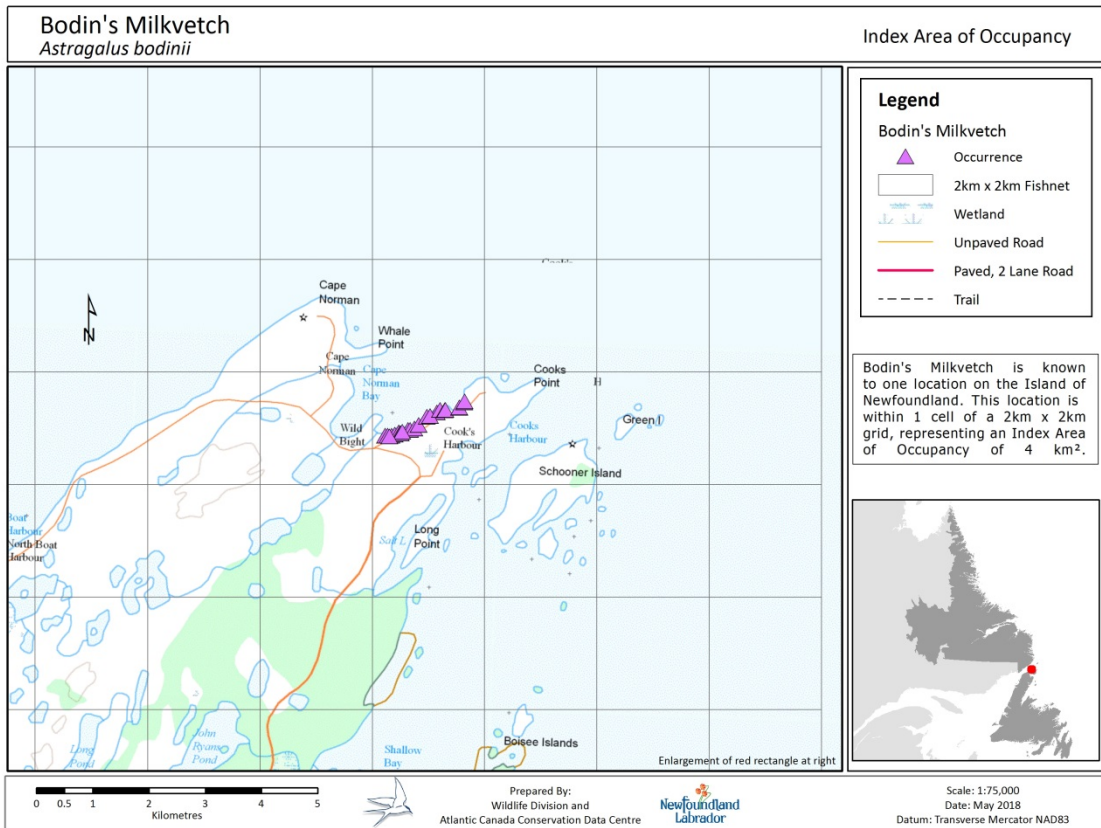 Bodin's Milkvetch
Astragalus bodinii
Index Area of Occupancy
Legend
Bodin's Milkvetch
Occurrence
2km x 2km Fishnet
Wetland
Unpaved Road
Paved, 2 Lane Road
Trail
Bodin's Milkvetch is known
to one location on the Island of
Newfoundland. This location is
within 1 cell of a 2km x 2km
grid, representing an Index Area
of Occupancy of 4 km².
N
Cape
Norman
Whale
Point
Cape
Norman
Cape
Norman
Bay
Cooks
Point
H
Green I
Wild
Bight
Cook's
Harbour
Cooks
Harbour
Schooner Island
Boat
Harbour
North Boat
Harbour
Salt L
Long
Point
Long
Pond
John
Ryans
Pond
Shallow
Bay
Boisee Islands
Enlargement of red rectangle at right
0 0.5 1 2 3 4 5
Kilometres
Prepared By:
Wildlife Division and
Atlantic Canada Conservation Data Centre
Newfoundland
Labrador
Scale: 1:75,000
Date: May 2018
Datum: Transverse Mercator NAD83